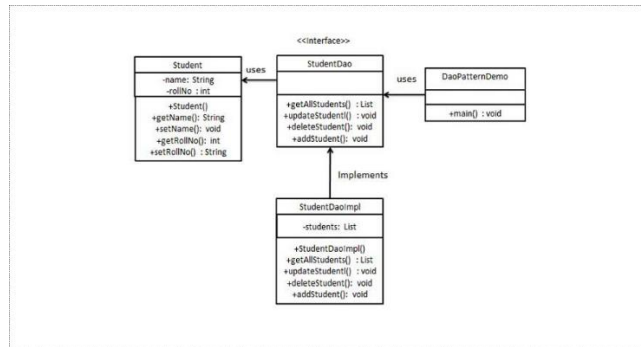 <<Interface>>
Student
-name: String
-rollNo : int
+Student()
+getName(): String
+setName(): void
+getRollNo(): int
+setRollNo() : String
uses
StudentDao
+getAllStudents() : List
+updateStudentl() : void
+deleteStudent(): void
+addStudent(): void
uses
DaoPatternDemo
+main() : void
Implements
StudentDaoImpl
-students: List
+StudentDaoImpl()
+getAllStudents() : List
+updateStudentl() : void
+deleteStudent(): void
+addStudent(): void